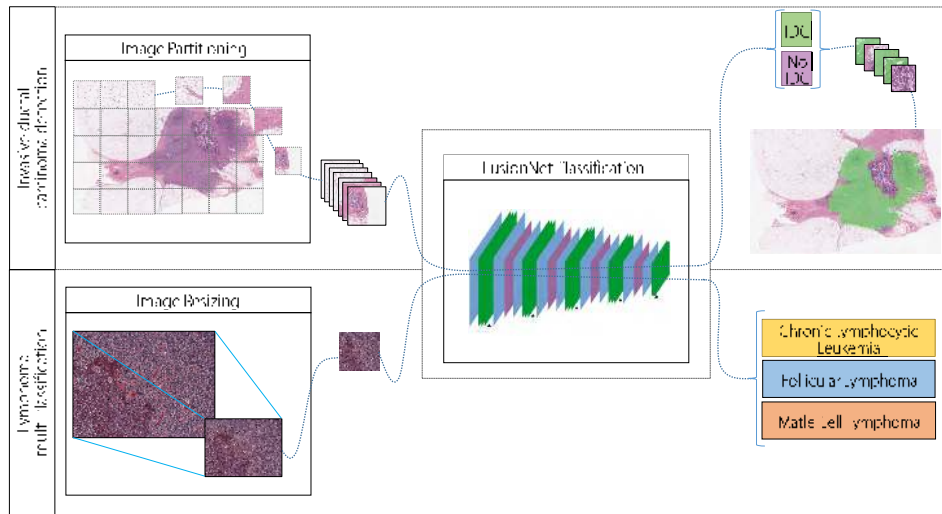 Invasive ductal
carcinoma detection
Image Partitioning
FusionNet Classification
IDC
No
IDC
Lymphoma
multi-classification
Image Resizing
Chronic Lymphocytic
Leukemia
Follicular Lymphoma
Matle Cell Lymphoma